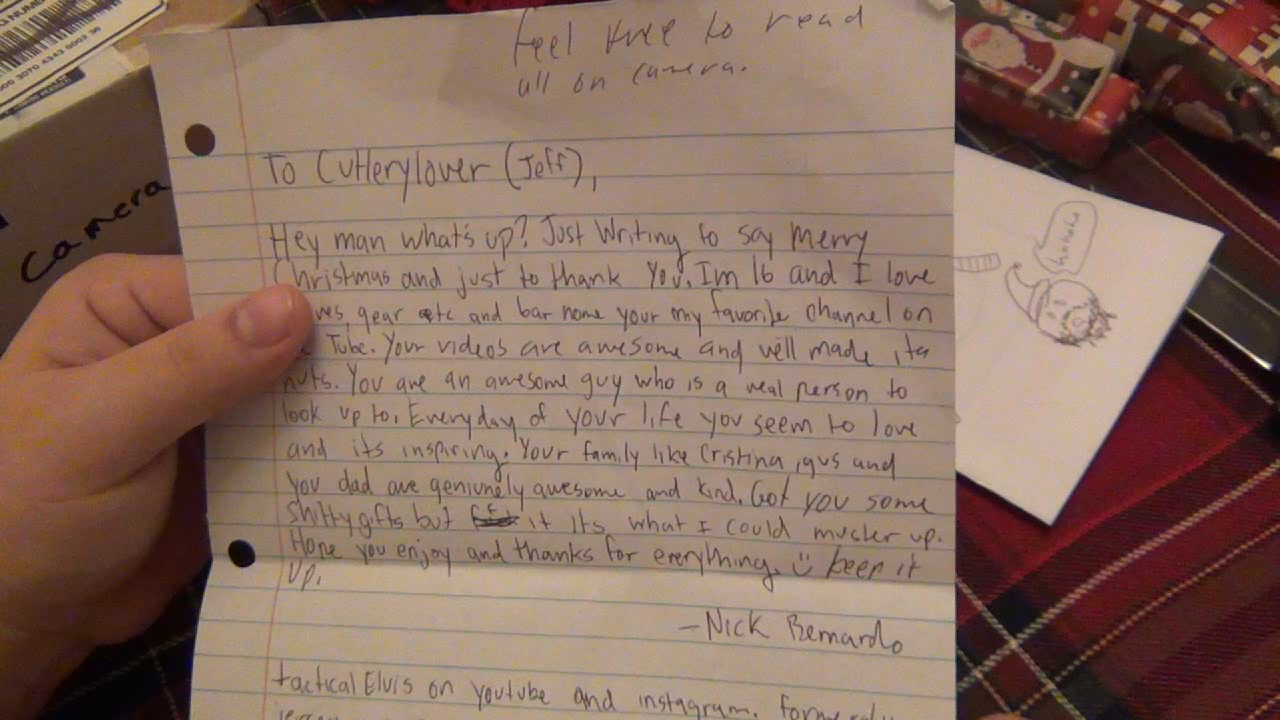 feel free to read
all on camera.
To Cutlerylover (Jeff),
Hey man what's up? Just Writing to say Merry
Christmas and just to thank You. Im 16 and I love
ves, gear etc and bar none your my favorite channel on
Tube. Your videos are awesome and well made, its
nuts. You are an awesome guy who is a real person to
look up to. Everyday of your life you seem to love
and its inspiring. Your family like Cristina, gus and
you dad are geniunely awesome and kind. Got you some
shitty gifts but it its what I could muster up.
Hope you enjoy and thanks for everything. keep it
up.
-Nick Bernardo
tactical Elvis on youtube and instagram.
Camera
hohoho